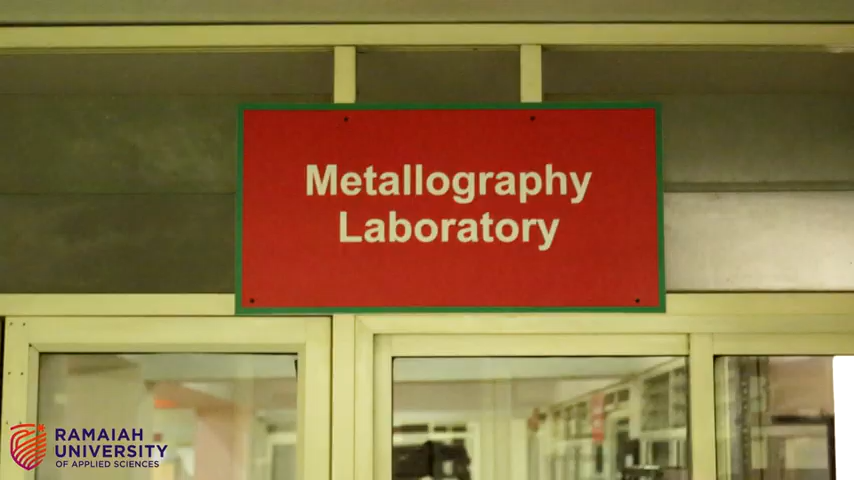 Metallography
Laboratory
RAMAIAH
UNIVERSITY
OF APPLIED SCIENCES